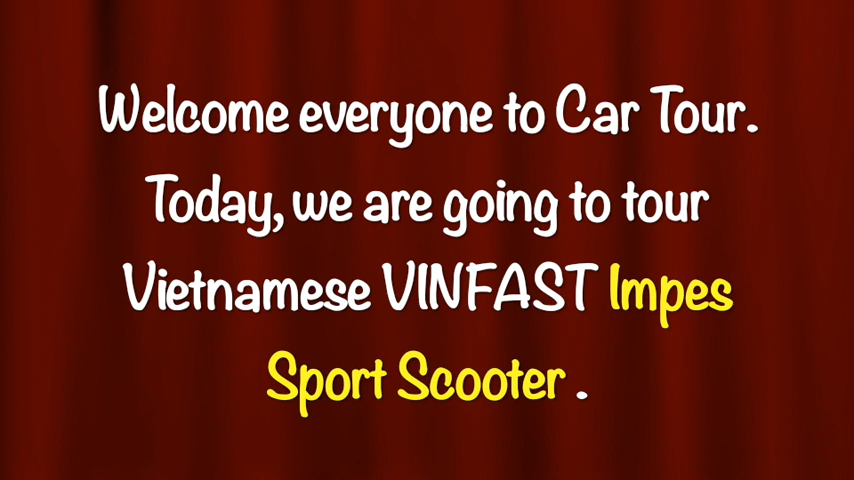 Welcome everyone to Car Tour.
Today, we are going to tour
Vietnamese VINFAST Impes
Sport Scooter .